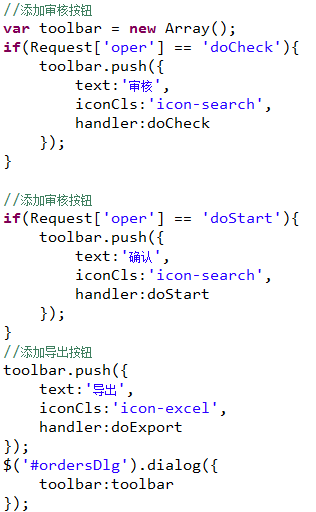 //添加审核按钮
var toolbar = new Array();
if(Request['oper'] == 'doCheck'){
    toolbar.push({
        text:'审核',
        iconCls:'icon-search',
        handler:doCheck
    });
}

//添加审核按钮
if(Request['oper'] == 'doStart'){
    toolbar.push({
        text:'确认',
        iconCls:'icon-search',
        handler:doStart
    });
}
//添加导出按钮
toolbar.push({
    text:'导出',
    iconCls:'icon-excel',
    handler:doExport
});
$('#ordersDlg').dialog({
    toolbar:toolbar
});